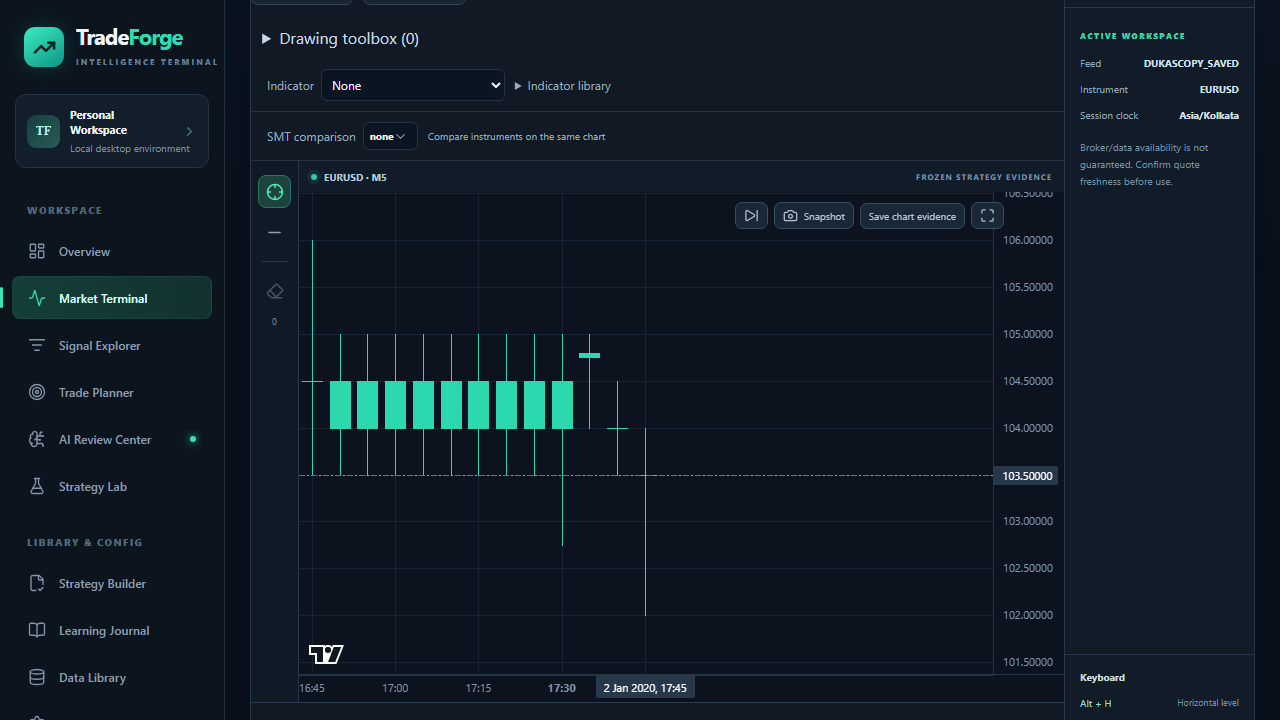 TradeForge
INTELLIGENCE TERMINAL
TF
Personal
Workspace
Local desktop environment
WORKSPACE
Overview
Market Terminal
Signal Explorer
Trade Planner
AI Review Center
Strategy Lab
LIBRARY & CONFIG
Strategy Builder
Learning Journal
Data Library
Drawing toolbox (0)
Indicator
None
Indicator library
SMT comparison
none
Compare instruments on the same chart
EURUSD · M5
FROZEN STRATEGY EVIDENCE
0
Snapshot
Save chart evidence
106.50000
106.00000
105.50000
105.00000
104.50000
104.00000
103.50000
103.00000
102.50000
102.00000
101.50000
16:45
17:00
17:15
17:30
2 Jan 2020, 17:45
ACTIVE WORKSPACE
Feed DUKASCOPY_SAVED
Instrument EURUSD
Session clock Asia/Kolkata
Broker/data availability is not
guaranteed. Confirm quote
freshness before use.
Keyboard
Alt + H Horizontal level